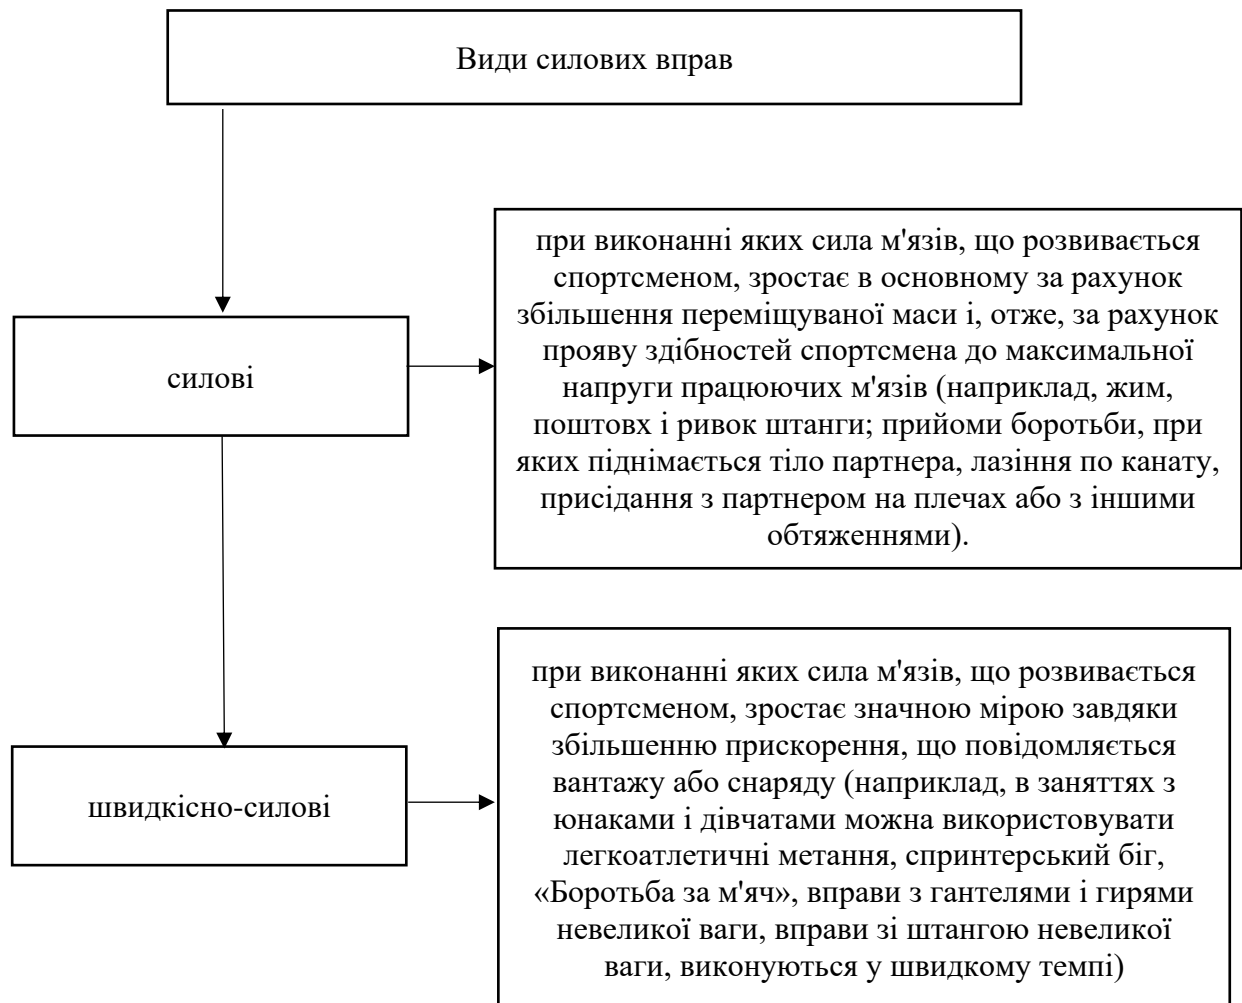 Види силових вправ
силові
при виконанні яких сила м'язів, що розвивається
спортсменом, зростає в основному за рахунок
збільшення переміщуваної маси і, отже, за рахунок
прояву здібностей спортсмена до максимальної
напруги працюючих м'язів (наприклад, жим,
поштовх і ривок штанги; прийоми боротьби, при
яких піднімається тіло партнера, лазіння по канату,
присідання з партнером на плечах або з іншими
обтяженнями).
швидкісно-силові
при виконанні яких сила м'язів, що розвивається
спортсменом, зростає значною мірою завдяки
збільшенню прискорення, що повідомляється
вантажу або снаряду (наприклад, в заняттях з
юнаками і дівчатами можна використовувати
легкоатлетичні метання, спринтерський біг,
«Боротьба за м'яч», вправи з гантелями і гирями
невеликої ваги, вправи зі штангою невеликої
ваги, виконуються у швидкому темпі)